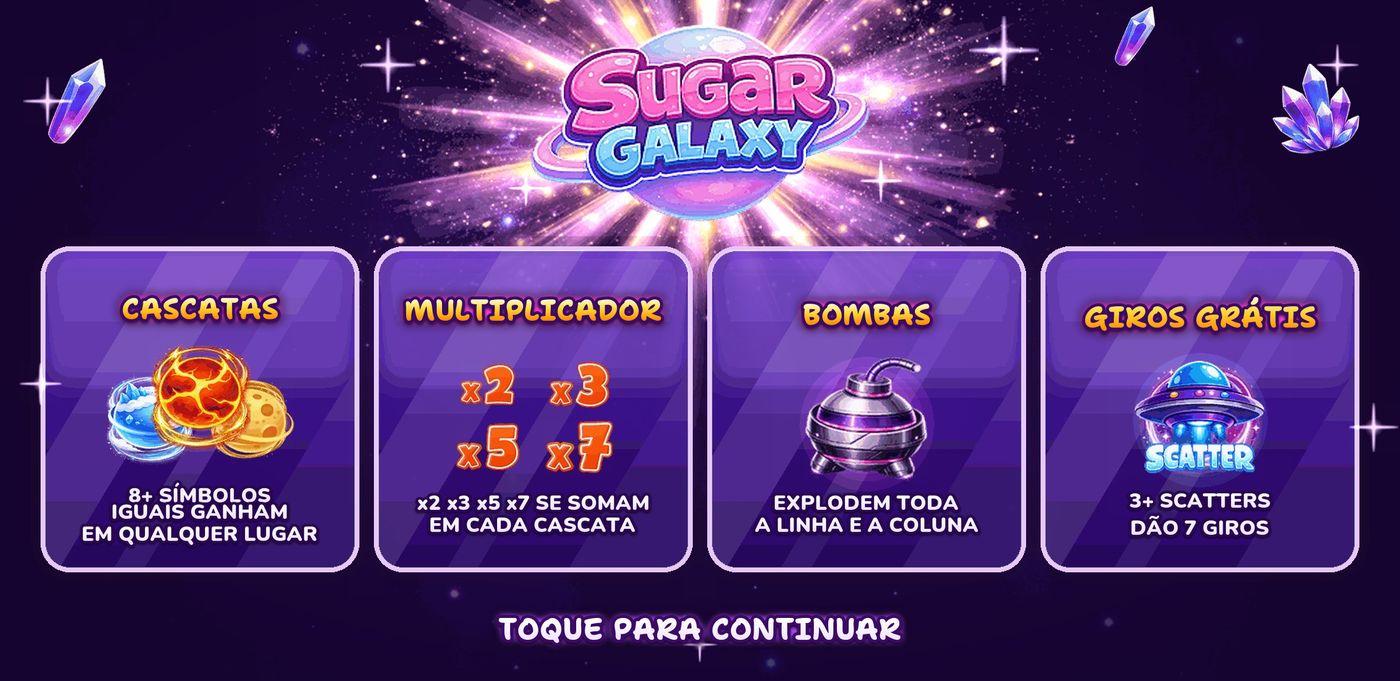 SUGAR
GALAXY
CASCATAS
8+ SÍMBOLOS
IGUAIS GANHAM
EM QUALQUER LUGAR
MULTIPLICADOR
x2 x3
x5 x7
x2 x3 x5 x7 SE SOMAM
EM CADA CASCATA
BOMBAS
EXPLODEM TODA
A LINHA E A COLUNA
GIROS GRÁTIS
SCATTER
3+ SCATTERS
DÃO 7 GIROS
TOQUE PARA CONTINUAR